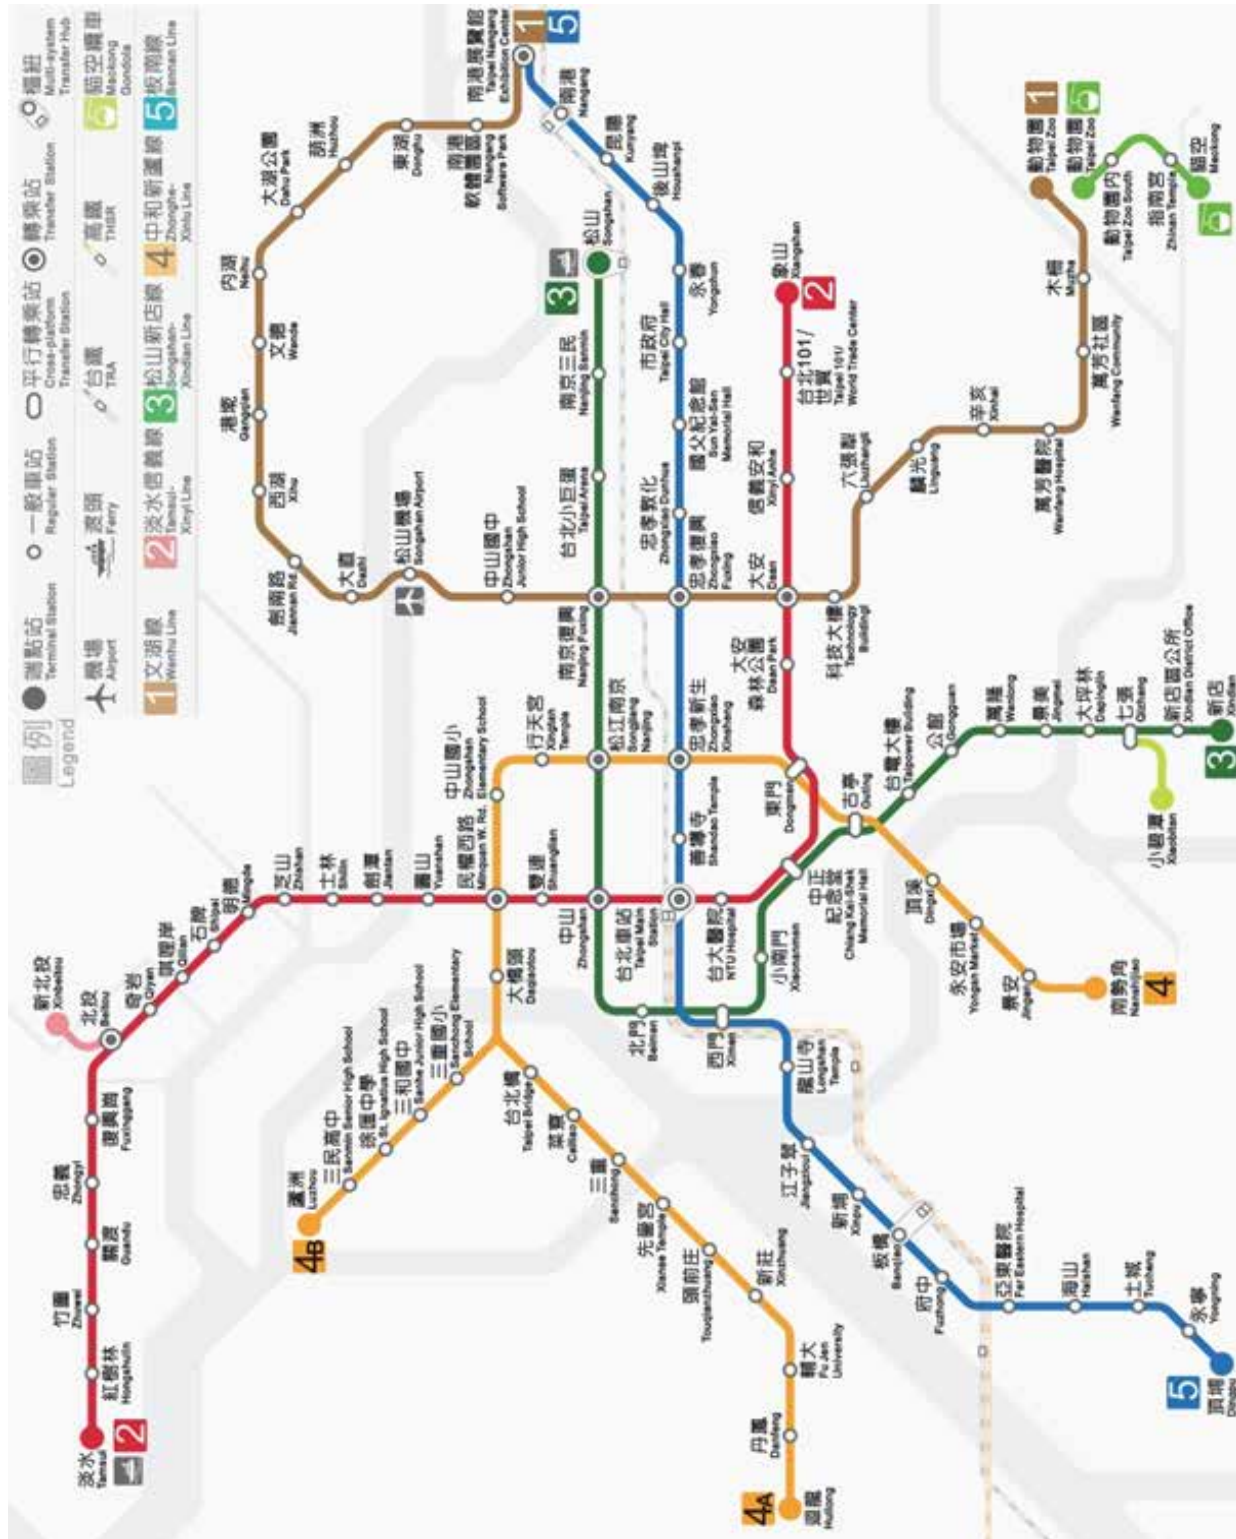 圖例
Legend
端點站
Terminal Station
一般車站
Regular Station
平行轉乘站
Cross-platform
Transfer Station
轉乘站
Transfer Station
樞紐
Multi-system
Transfer Hub
機場
Airport
渡頭
Ferry
台鐵
TRA
高鐵
THSR
貓空纜車
Maokong
Gondola
1
文湖線
Wenhu Line
2
淡水信義線
Tamsui-
Xinyi Line
3
松山新店線
Songshan-
Xindian Line
4
中和新蘆線
Zhonghe-
Xinlu Line
5
板南線
Bannan Line
2
淡水
Tamsui
紅樹林
Hongshulin
竹圍
Zhuwei
關渡
Guandu
忠義
Zhongyi
復興崗
Fuxinggang
北投
Beitou
新北投
Xinbeitou
奇岩
Qiyan
唭哩岸
Qilian
石牌
Shipai
明德
Mingde
芝山
Zhishan
士林
Shilin
劍潭
Jiantan
圓山
Yuanshan
民權西路
Minquan W. Rd.
雙連
Shuanglian
中山
Zhongshan
台北車站
Taipei Main
Station
台大醫院
NTU Hospital
中正
紀念堂
Chiang Kai-Shek
Memorial Hall
東門
Dongmen
大安
森林公園
Daan Park
大安
Daan
信義安和
Xinyi Anhe
台北101/
世貿
Taipei 101/
World Trade Center
象山
Xiangshan
2
4B
蘆洲
Luzhou
三民高中
Sanmin Senior High School
徐匯中學
St. Ignatius High School
三和國中
Sanhe Junior High School
三重國小
Sanchong Elementary
School
大橋頭
Daqiaotou
台北橋
Taipei Bridge
菜寮
Cailiao
三重
Sanchong
先嗇宮
Xianse Temple
頭前庄
Touqianzhuang
新莊
Xinzhuang
輔大
Fu Jen
University
丹鳳
Danfeng
迴龍
Huilong
4A
中山國小
Zhongshan
Elementary School
行天宮
Xingtian
Temple
松江南京
Songjiang
Nanjing
忠孝新生
Zhongxiao
Xinsheng
古亭
Guting
頂溪
Dingxi
永安市場
Yongan Market
景安
Jingan
南勢角
Nanshijiao
4
1
5
南港展覽館
Taipei Nangang
Exhibition Center
南港
軟體園區
Nangang
Software Park
東湖
Donghu
葫洲
Huzhou
大湖公園
Dahu Park
內湖
Neihu
文德
Wende
港墘
Gangqian
西湖
Xihu
劍南路
Jiannan Rd.
大直
Dazhi
松山機場
Songshan Airport
中山國中
Zhongshan
Junior High School
南京復興
Nanjing Fuxing
忠孝復興
Zhongxiao
Fuxing
科技大樓
Technology
Building
六張犁
Liuzhangli
麟光
Linguang
辛亥
Xinhai
萬芳醫院
Wanfang Hospital
萬芳社區
Wanfang Community
木柵
Muzha
動物園
Taipei Zoo
1
動物園
Taipei Zoo
動物園內
Taipei Zoo South
指南宮
Zhinan Temple
貓空
Maokong
3
松山
Songshan
南京三民
Nanjing Sanmin
台北小巨蛋
Taipei Arena
北門
Beimen
西門
Ximen
小南門
Xiaonanmen
台電大樓
Taipower Building
公館
Gongguan
萬隆
Wanlong
景美
Jingmei
大坪林
Dapinglin
七張
Qizhang
小碧潭
Xiaobitan
新店區公所
Xindian District Office
新店
Xindian
3
南港
Nangang
昆陽
Kunyang
後山埤
Houshanpi
永春
Yongchun
市政府
Taipei City Hall
國父紀念館
Sun Yat-Sen
Memorial Hall
忠孝敦化
Zhongxiao Dunhua
善導寺
Shandao Temple
龍山寺
Longshan
Temple
江子翠
Jiangzicui
新埔
Xinpu
板橋
Banqiao
府中
Fuzhong
亞東醫院
Far Eastern Hospital
海山
Haishan
土城
Tucheng
永寧
Yongning
頂埔
Dingpu
5